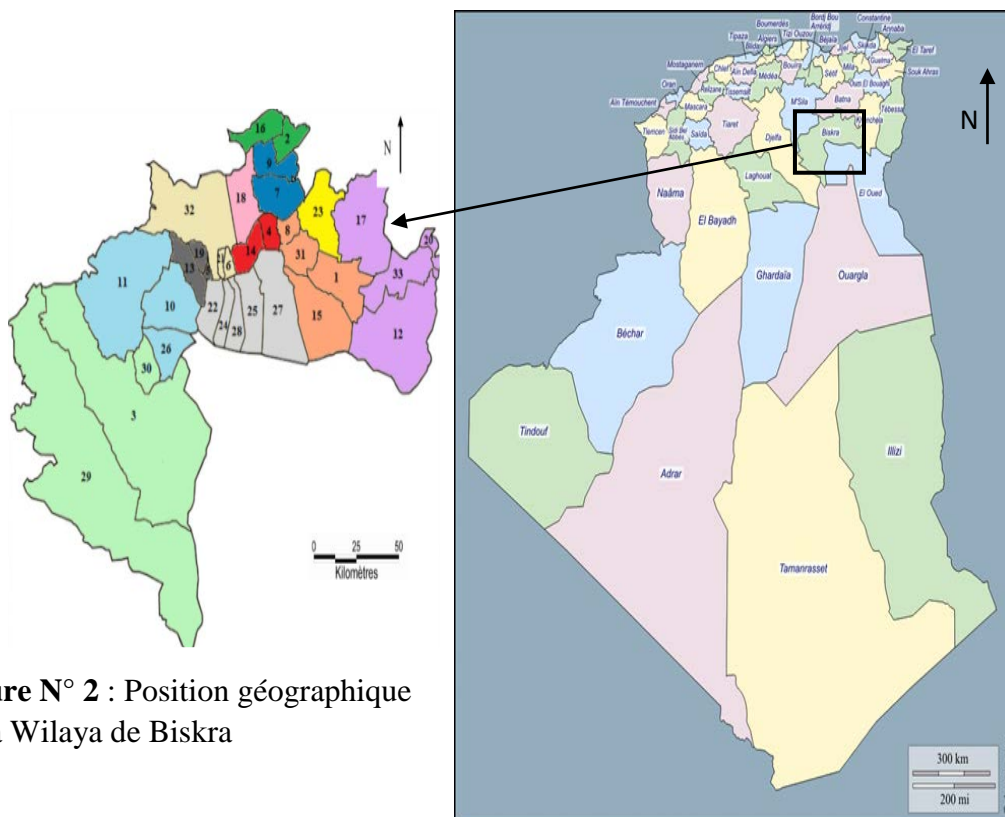 16
2
9
7
18
32
23
17
4
8
14
31
20
19
13
21
6
33
1
11
10
22
24
28
25
27
15
12
26
30
3
29
N
0 25 50
Kilomètres
ure N° 2 : Position géographique
a Wilaya de Biskra
N
Constantine
Boumerdès
Bordj Bou
Arréridj
Annaba
Tizi Ouzou
Tipaza
Algiers
Béjaïa
Skikda
El Taref
Blida
Jijel
Guelma
Mostaganem
Chlef
Aïn Defla
Bouira
Mila
Souk Ahras
Oran
Relizane
Médéa
Sétif
Oum El Bouaghi
Tissemsilt
Aïn Témouchent
Mascara
M'Sila
Batna
Tébessa
Tlemcen
Sidi Bel
Abbès
Saïda
Tiaret
Djelfa
Biskra
Khenchela
Laghouat
Naâma
El Bayadh
El Oued
Ghardaïa
Ouargla
Béchar
Tindouf
Adrar
Illizi
Tamanrasset
300 km
200 mi